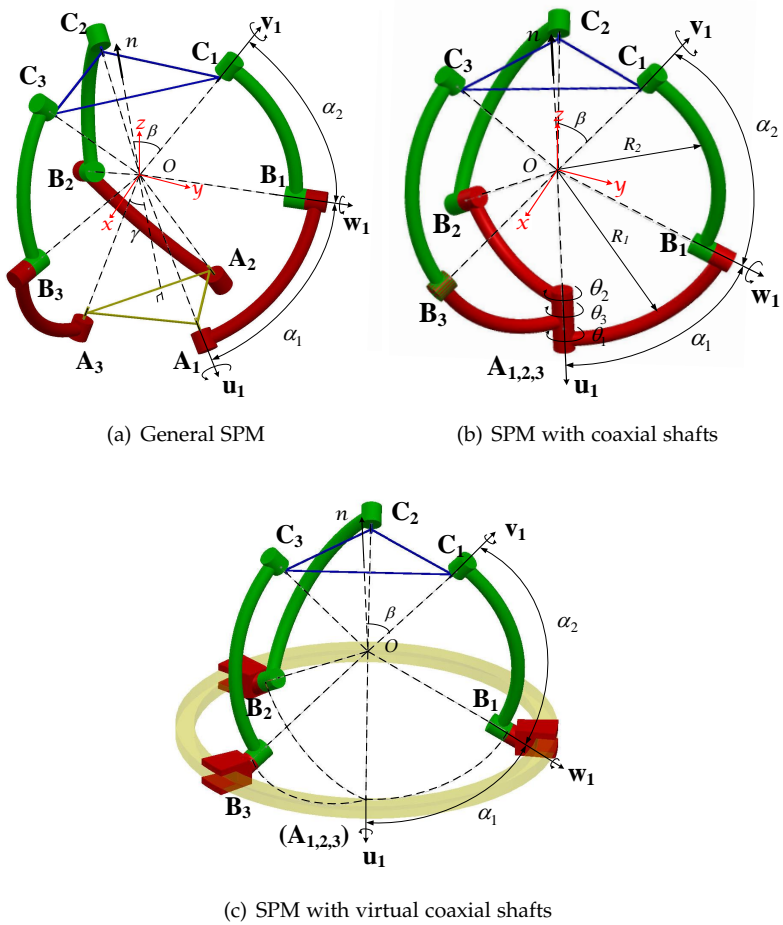 C₂
n
v₁
C₁
C₃
α₂
β
z
O
B₂
B₁
y
w₁
x
γ
A₂
B₃
α₁
A₃
A₁
u₁
(a) General SPM
C₂
n
v₁
C₃
C₁
z
β
α₂
R₂
O
y
B₂
x
B₁
R₁
w₁
B₃
θ₂
θ₃
θ₁
α₁
A₁,₂,₃
u₁
(b) SPM with coaxial shafts
n
C₂
C₃
C₁
v₁
β
α₂
O
B₂
B₁
w₁
B₃
α₁
(A₁,₂,₃)
u₁
(c) SPM with virtual coaxial shafts